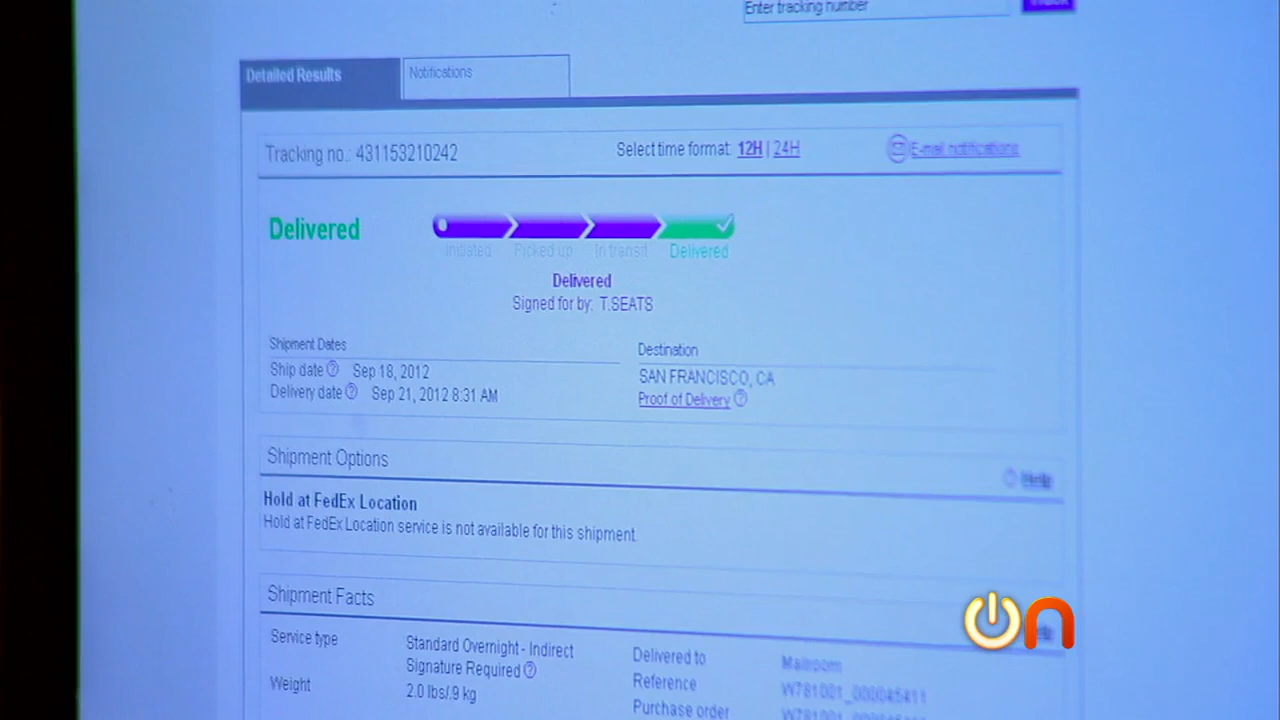 Enter tracking number
Track
Detailed Results
Notifications
Tracking no.: 431153210242
Select time format: 12H | 24H
E-mail notifications
Delivered
Initiated
Picked up
In transit
Delivered
Delivered
Signed for by: T.SEATS
Shipment Dates
Ship date Sep 18, 2012
Delivery date Sep 21, 2012 8:31 AM
Destination
SAN FRANCISCO, CA
Proof of Delivery
Shipment Options
Help
Hold at FedEx Location
Hold at FedEx Location service is not available for this shipment.
Shipment Facts
Service type
Standard Overnight - Indirect
Signature Required
Weight
2.0 lbs/.9 kg
Delivered to
Mailroom
Reference
W781001_000045411
Purchase order
on